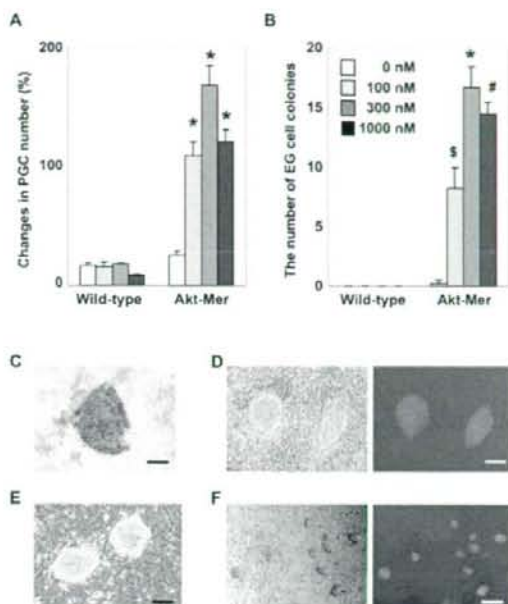 A
B
200
100
0
Changes in PGC number (%)
* * *
Wild-type
Akt-Mer
20
15
10
5
0
The number of EG cell colonies
0 nM
100 nM
300 nM
1000 nM
$ * #
Wild-type
Akt-Mer
C
D
E
F